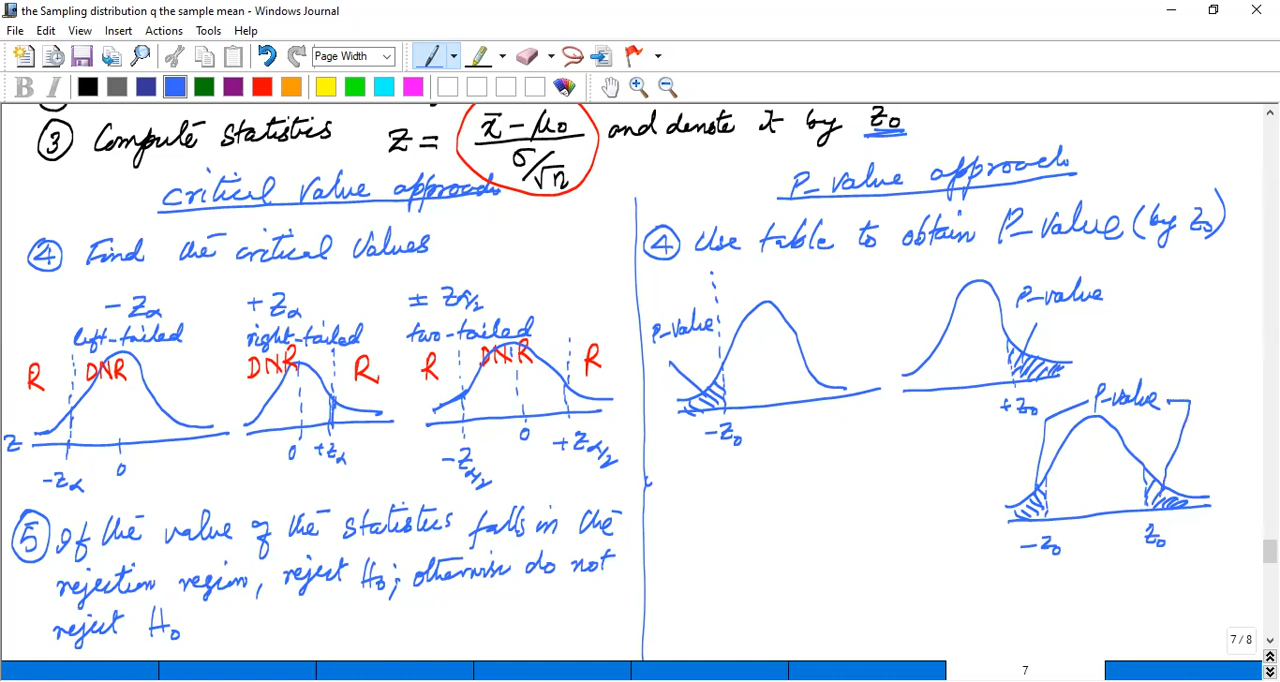 the Sampling distribution q the sample mean - Windows Journal
File Edit View Insert Actions Tools Help
Page Width
B I
③ Compute statistics z = x̄ - μ₀ / σ/√n and denote it by z₀
critical value approach
④ Find the critical values
- Zα
left-tailed
R DNR
Z -Zα 0
+ Zα
right-tailed
DNR R
0 +Zα
± Zα/2
two-tailed
R DNR R
-Zα/2 0 +Zα/2
⑤ If the value of the statistics falls in the
rejection region, reject H₀; otherwise do not
reject H₀
P-value approach
④ Use table to obtain P-value (by Z₀)
P-value
-Z₀
P-value
+Z₀
P-value
-Z₀ Z₀
7 / 8
7